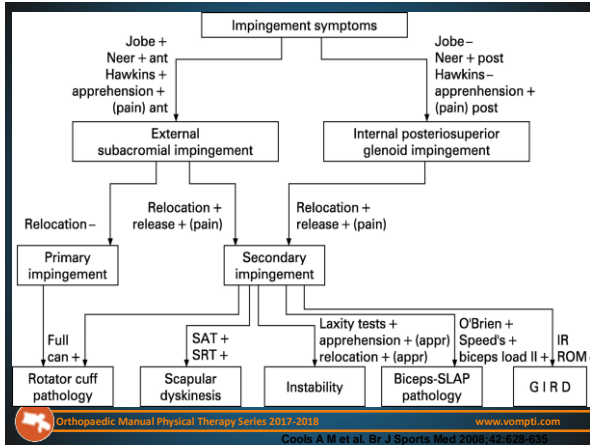 Impingement symptoms
Jobe +
Neer + ant
Hawkins +
apprehension +
(pain) ant
Jobe–
Neer + post
Hawkins–
apprenhension +
(pain) post
External
subacromial impingement
Internal posteriosuperior
glenoid impingement
Relocation–
Relocation +
release + (pain)
Relocation +
release + (pain)
Primary
impingement
Secondary
impingement
Full
can +
SAT +
SRT +
Laxity tests +
apprehension + (appr)
relocation + (appr)
O'Brien +
Speed's +
biceps load II +
IR
ROM –
Rotator cuff
pathology
Scapular
dyskinesis
Instability
Biceps-SLAP
pathology
G I R D
Orthopaedic Manual Physical Therapy Series 2017-2018
www.vompti.com
Cools A M et al. Br J Sports Med 2008;42:628-635